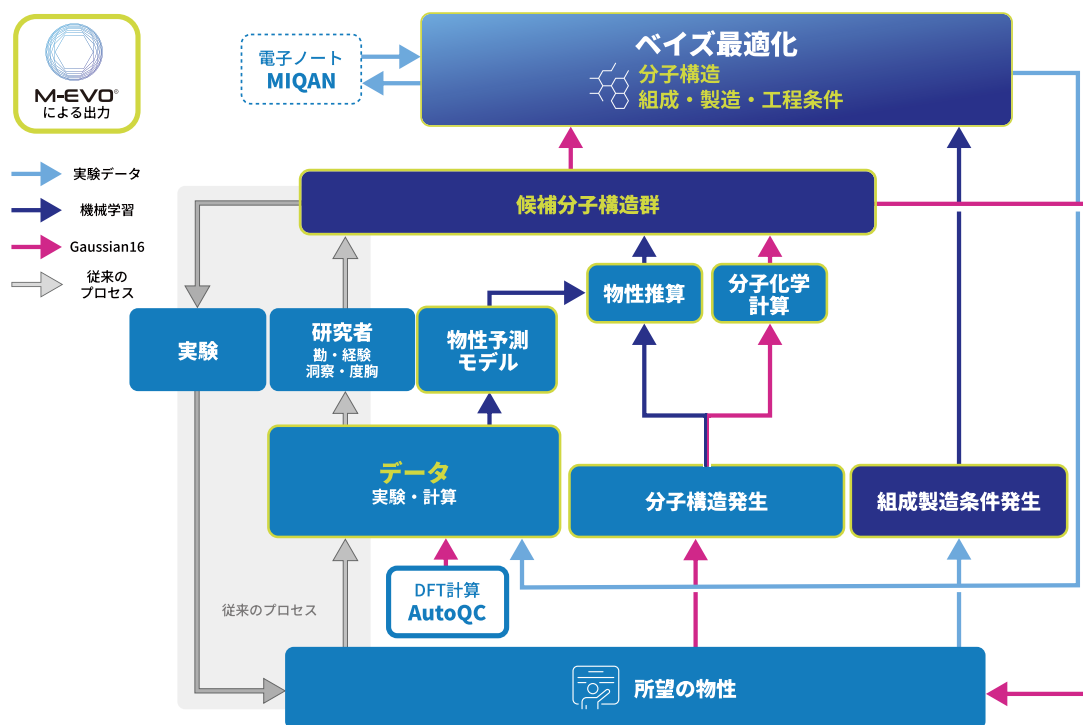 M-EVO®
による出力
電子ノート
MIQAN
ベイズ最適化
分子構造
組成・製造・工程条件
実験データ
機械学習
Gaussian16
従来の
プロセス
候補分子構造群
物性推算
分子化学
計算
実験
研究者
勘・経験
洞察・度胸
物性予測
モデル
データ
実験・計算
分子構造発生
組成製造条件発生
DFT計算
AutoQC
従来のプロセス
所望の物性